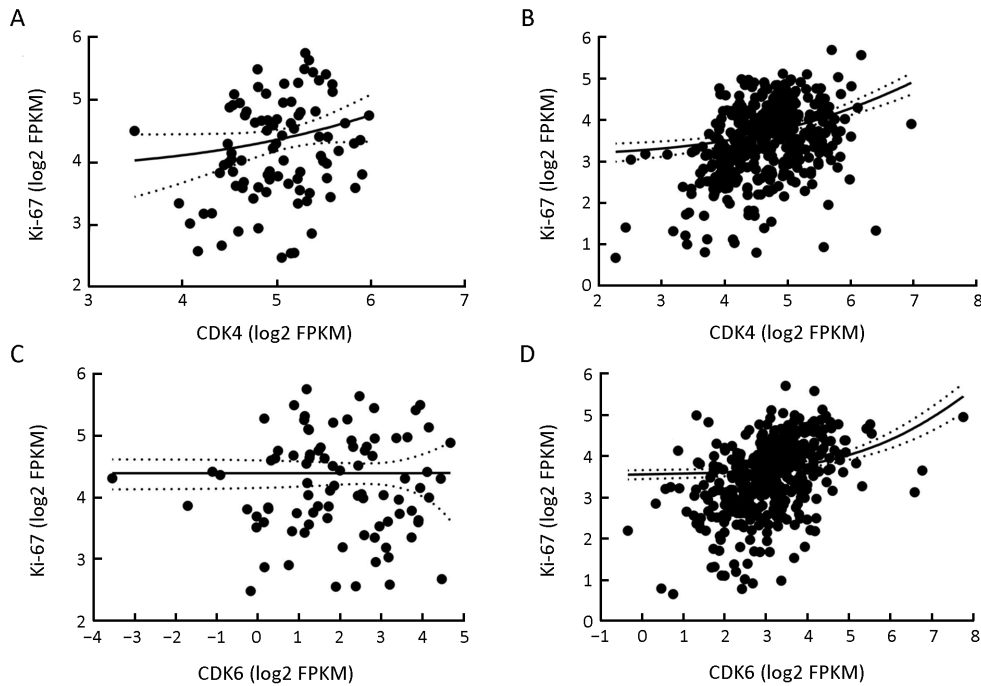 A
B
6
5
4
3
2
3 4 5 6 7
Ki-67 (log2 FPKM)
CDK4 (log2 FPKM)
6
5
4
3
2
1
0
2 3 4 5 6 7 8
Ki-67 (log2 FPKM)
CDK4 (log2 FPKM)
C
D
6
5
4
3
2
−4 −3 −2 −1 0 1 2 3 4 5
Ki-67 (log2 FPKM)
CDK6 (log2 FPKM)
6
5
4
3
2
1
0
−1 0 1 2 3 4 5 6 7 8
Ki-67 (log2 FPKM)
CDK6 (log2 FPKM)